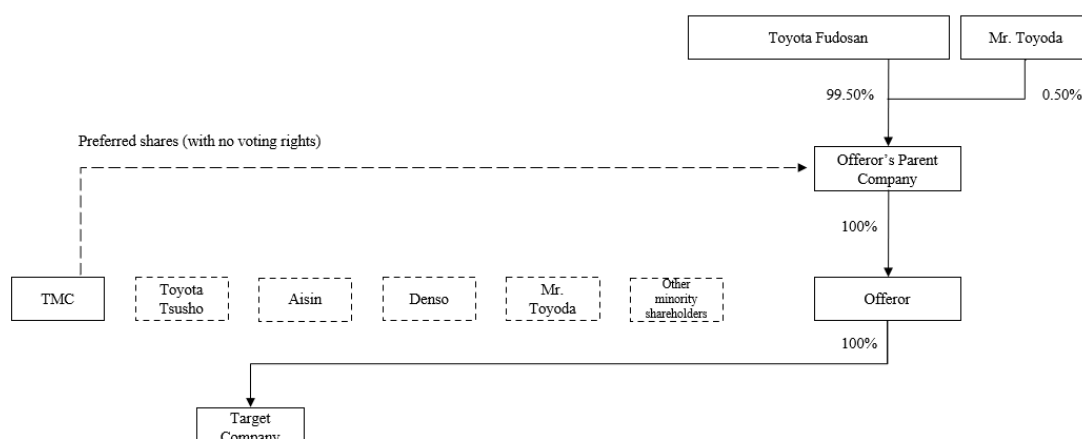 Toyota Fudosan
Mr. Toyoda
99.50%
0.50%
Preferred shares (with no voting rights)
Offeror's Parent
Company
100%
TMC
Toyota
Tsusho
Aisin
Denso
Mr.
Toyoda
Other
minority
shareholders
Offeror
100%
Target
Company